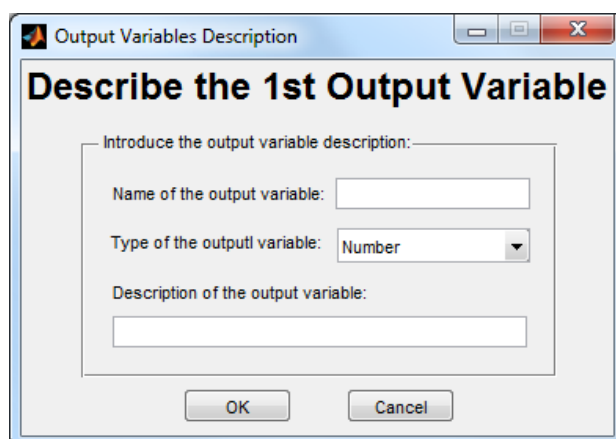 Output Variables Description
Describe the 1st Output Variable
Introduce the output variable description:
Name of the output variable:
Type of the outputl variable: Number
Description of the output variable:
OK Cancel